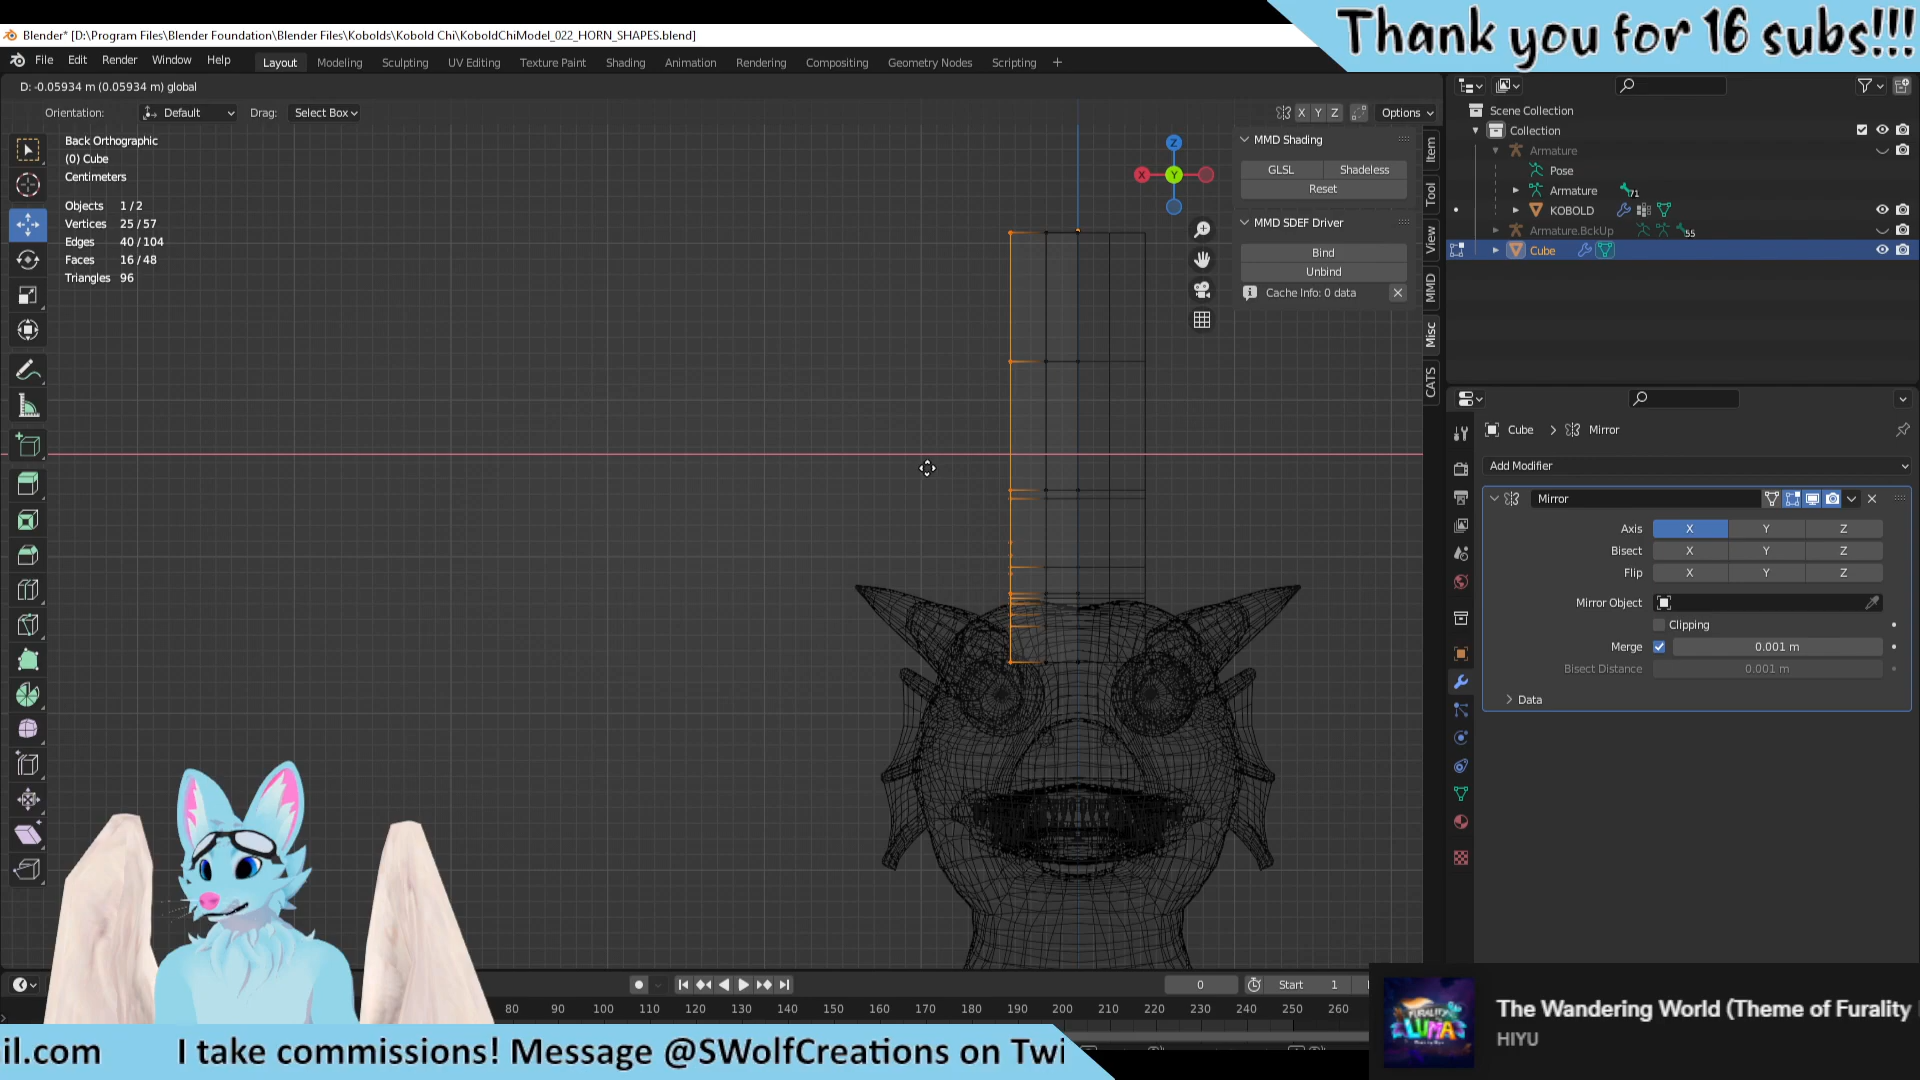 Thank you for 16 subs!!!
Blender* [D:\Program Files\Blender Foundation\Blender Files\Kobolds\Kobold Chi\KoboldChiModel_022_HORN_SHAPES.blend]
File Edit Render Window Help Layout Modeling Sculpting UV Editing Texture Paint Shading Animation Rendering Compositing Geometry Nodes Scripting +
D: -0.05934 m (0.05934 m) global
Orientation: Default Drag: Select Box X Y Z Options
Back Orthographic
(0) Cube
Centimeters
Objects 1 / 2
Vertices 25 / 57
Edges 40 / 104
Faces 16 / 48
Triangles 96
Z
X Y
MMD Shading
GLSL Shadeless
Reset
MMD SDEF Driver
Bind
Unbind
Cache Info: 0 data
Item
Tool
View
MMD
Misc
CATS
Scene Collection
Collection
Armature
Pose
Armature 71
KOBOLD
Armature.BckUp 55
Cube
Cube > Mirror
Add Modifier
Mirror
Axis X Y Z
Bisect X Y Z
Flip X Y Z
Mirror Object
Clipping
Merge 0.001 m
Bisect Distance 0.001 m
Data
0 Start 1
80 90 100 110 120 130 140 150 160 170 180 190 200 210 220 230 240 250 260
FURALITY
LUMA
The Wandering World (Theme of Furality
HIYU
il.com I take commissions! Message @SWolfCreations on Twi